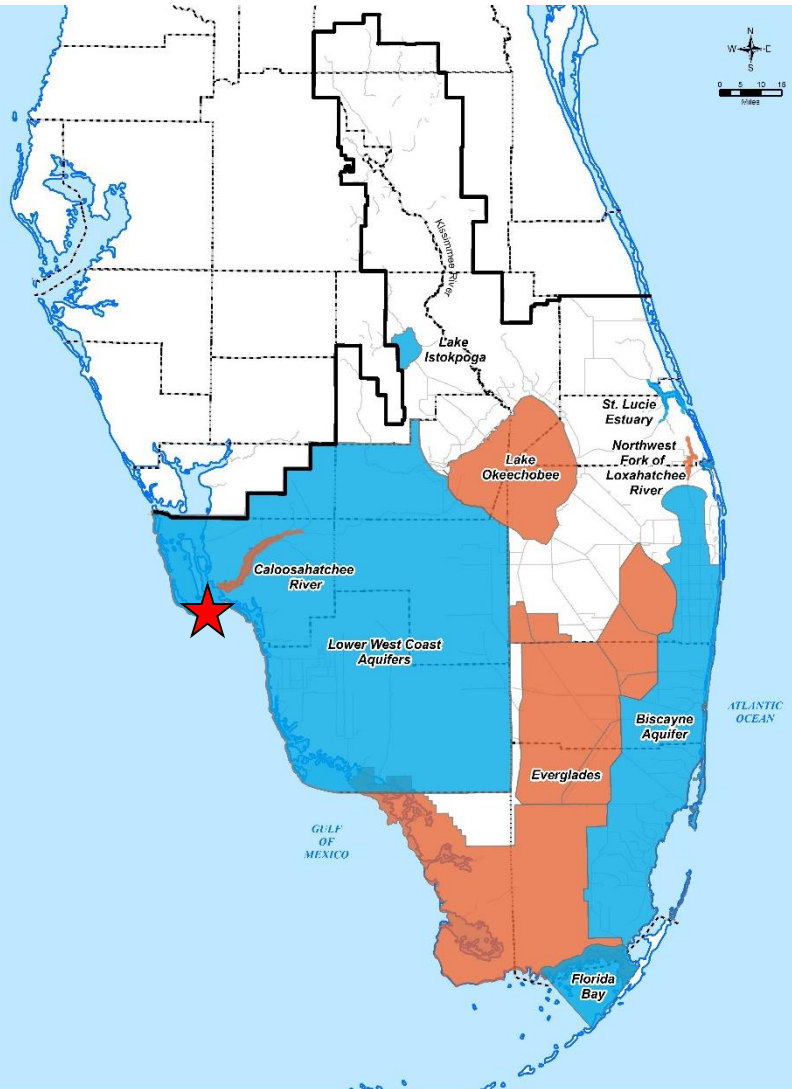 N
W E
S
0 5 10 15
Miles
Kissimmee River
Lake
Istokpoga
St. Lucie
Estuary
Northwest
Fork of
Loxahatchee
River
Lake
Okeechobee
Caloosahatchee
River
Lower West Coast
Aquifers
Biscayne
Aquifer
ATLANTIC
OCEAN
Everglades
GULF
OF
MEXICO
Florida
Bay